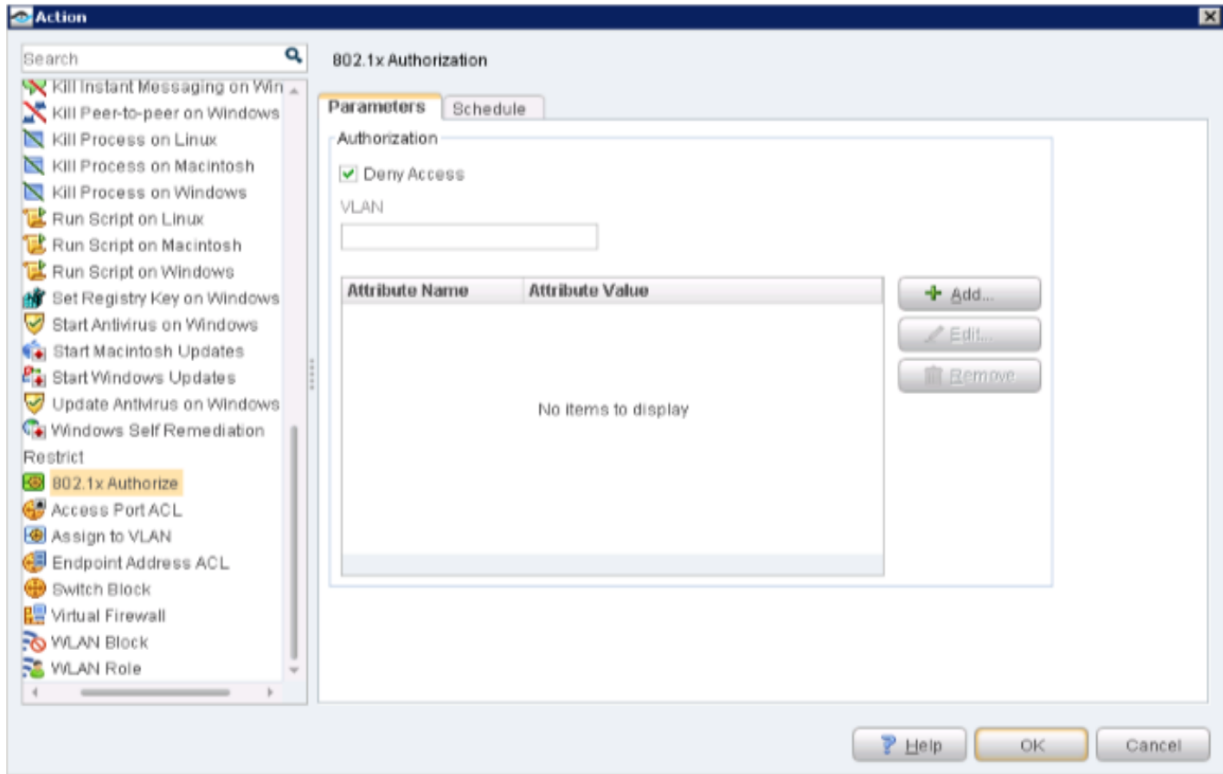 Action
Search
Kill Instant Messaging on Win
Kill Peer-to-peer on Windows
Kill Process on Linux
Kill Process on Macintosh
Kill Process on Windows
Run Script on Linux
Run Script on Macintosh
Run Script on Windows
Set Registry Key on Windows
Start Antivirus on Windows
Start Macintosh Updates
Start Windows Updates
Update Antivirus on Windows
Windows Self Remediation
Restrict
802.1x Authorize
Access Port ACL
Assign to VLAN
Endpoint Address ACL
Switch Block
Virtual Firewall
WLAN Block
WLAN Role
802.1x Authorization
Parameters Schedule
Authorization
Deny Access
VLAN
Attribute Name Attribute Value
No items to display
Add...
Edit...
Remove
Help OK Cancel